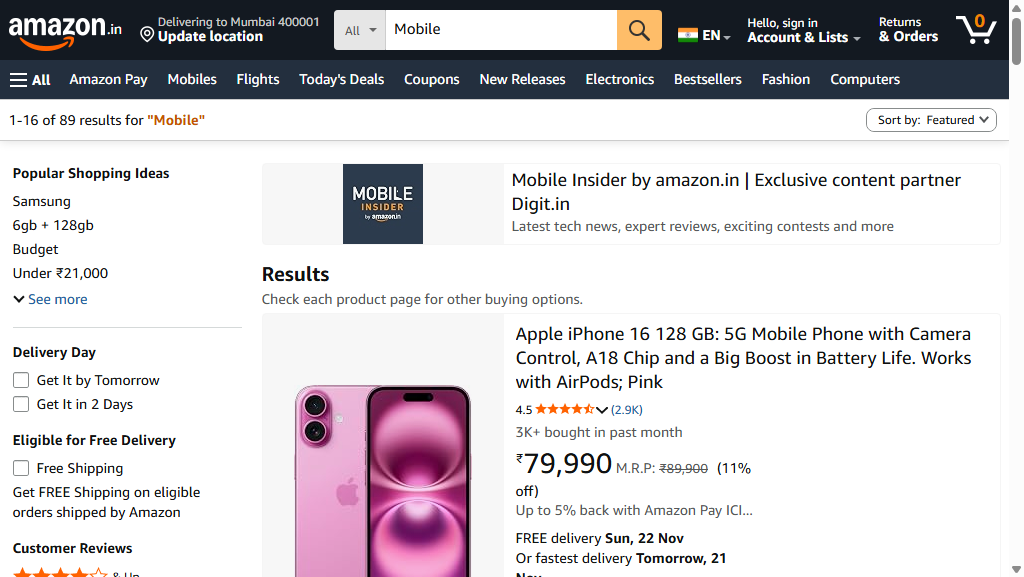 amazon.in
Delivering to Mumbai 400001
Update location
All
Mobile
EN
Hello, sign in
Account & Lists
Returns
& Orders
0
All
Amazon Pay
Mobiles
Flights
Today's Deals
Coupons
New Releases
Electronics
Bestsellers
Fashion
Computers
1-16 of 89 results for "Mobile"
Sort by: Featured
Popular Shopping Ideas
Samsung
6gb + 128gb
Budget
Under ₹21,000
See more
Delivery Day
Get It by Tomorrow
Get It in 2 Days
Eligible for Free Delivery
Free Shipping
Get FREE Shipping on eligible
orders shipped by Amazon
Customer Reviews
& Up
MOBILE
INSIDER
by amazon.in
Mobile Insider by amazon.in | Exclusive content partner
Digit.in
Latest tech news, expert reviews, exciting contests and more
Results
Check each product page for other buying options.
Apple iPhone 16 128 GB: 5G Mobile Phone with Camera
Control, A18 Chip and a Big Boost in Battery Life. Works
with AirPods; Pink
4.5 (2.9K)
3K+ bought in past month
₹79,990 M.R.P: ₹89,900 (11%
off)
Up to 5% back with Amazon Pay ICI...
FREE delivery Sun, 22 Nov
Or fastest delivery Tomorrow, 21
Nov